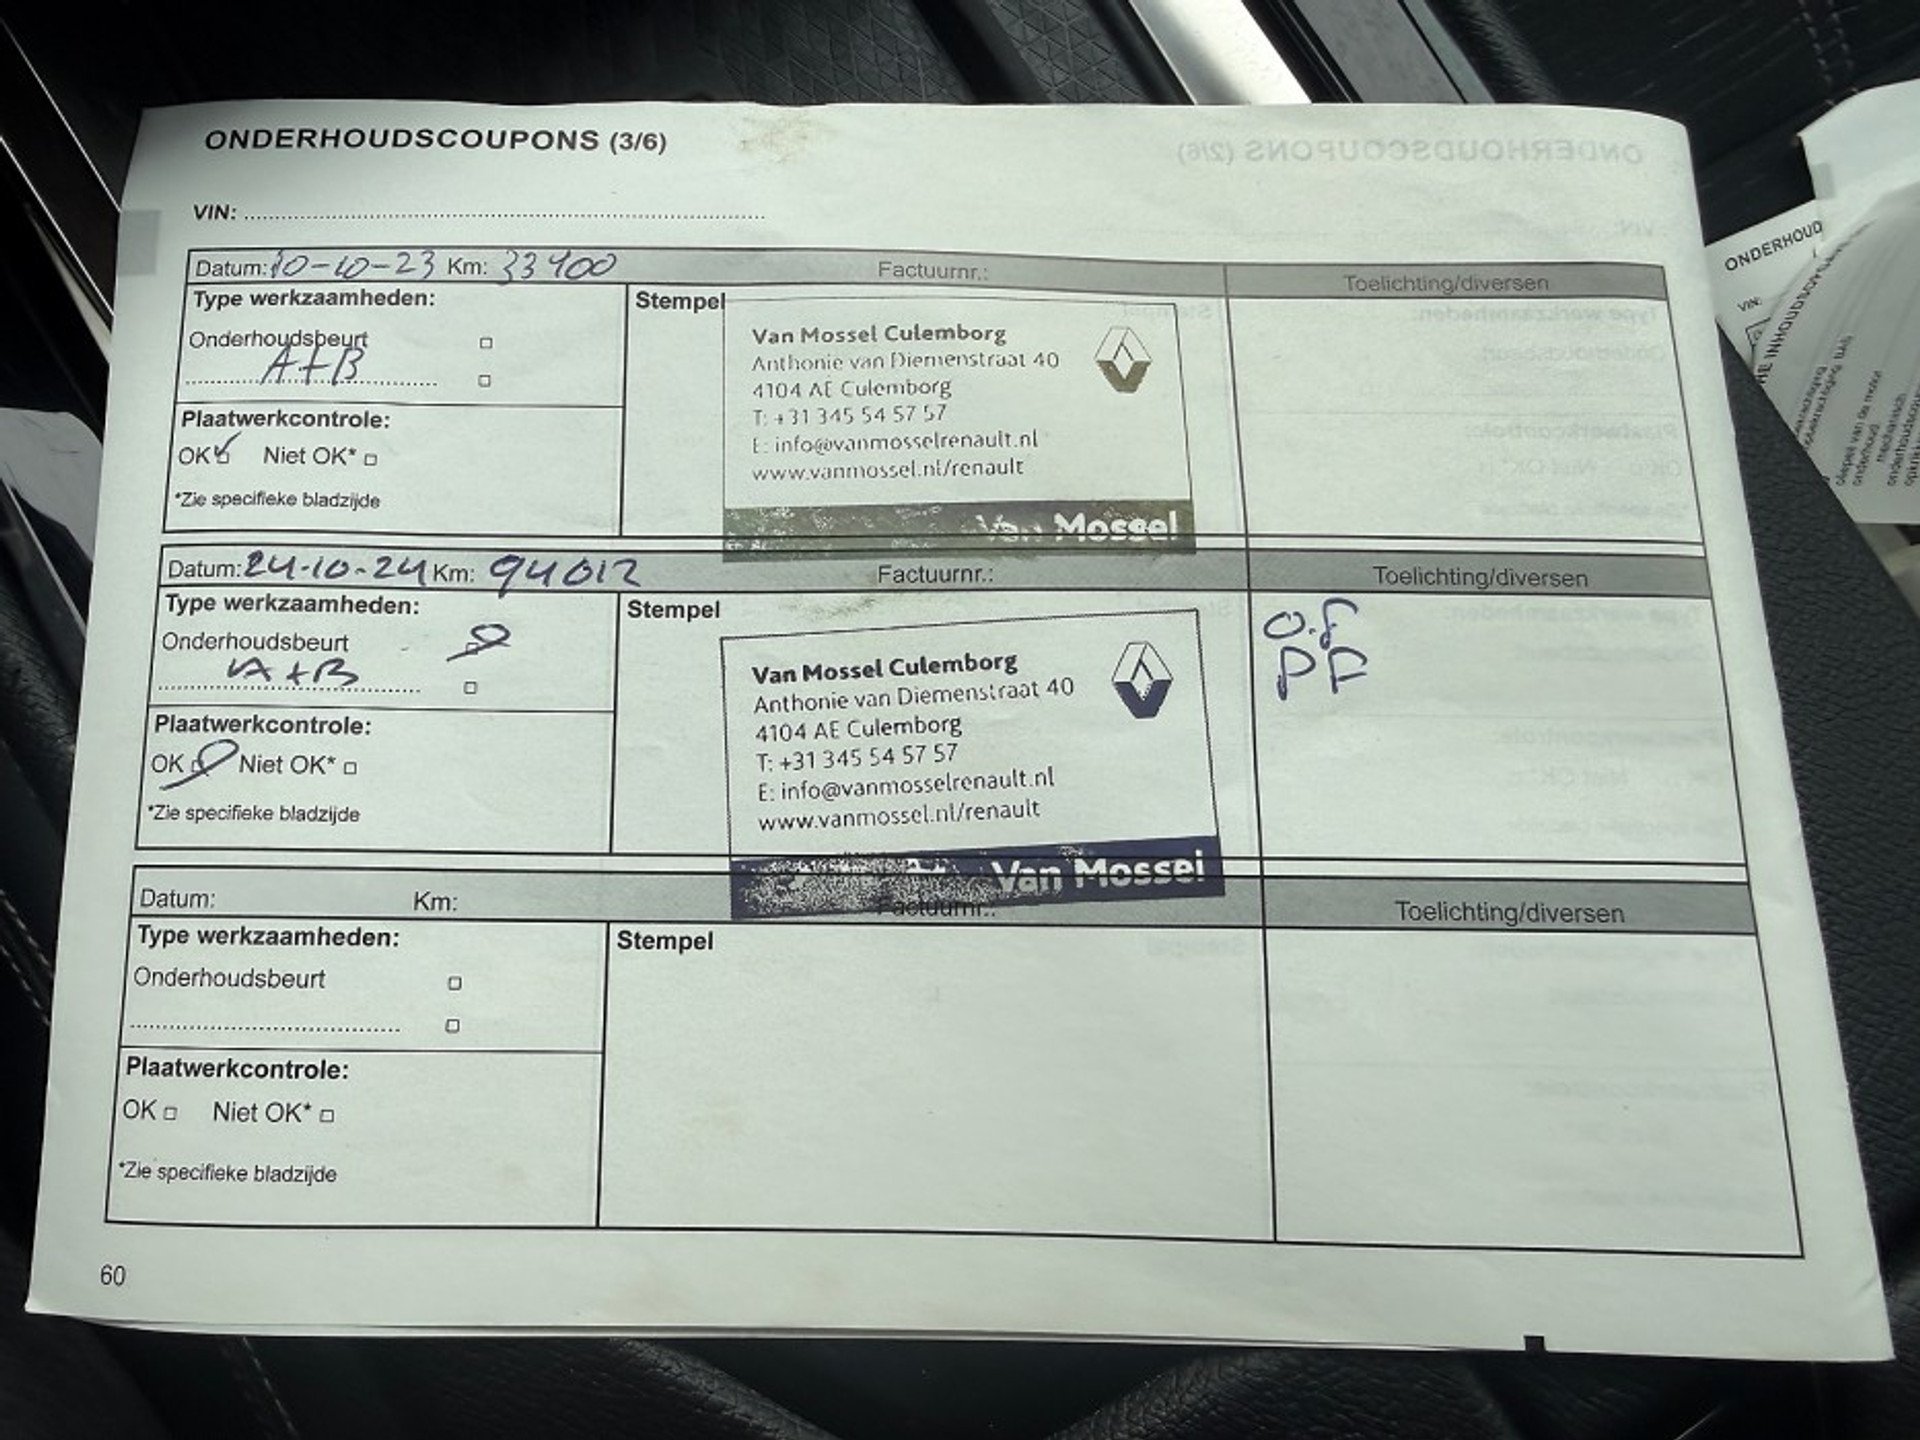 ONDERHOUDSCOUPONS (3/6)
VIN:
Datum: 10-10-23 Km: 33400 Factuurnr.: Toelichting/diversen
Type werkzaamheden:
Onderhoudsbeurt
A+B
Plaatwerkcontrole:
OK Niet OK*
*Zie specifieke bladzijde
Stempel
Van Mossel Culemborg
Anthonie van Diemenstraat 40
4104 AE Culemborg
T: +31 345 54 57 57
E: info@vanmosselrenault.nl
www.vanmossel.nl/renault
Van Mossel
Datum: 24-10-24 Km: 94012 Factuurnr.: Toelichting/diversen
Type werkzaamheden:
Onderhoudsbeurt
A+B
Plaatwerkcontrole:
OK Niet OK*
*Zie specifieke bladzijde
Stempel
Van Mossel Culemborg
Anthonie van Diemenstraat 40
4104 AE Culemborg
T: +31 345 54 57 57
E: info@vanmosselrenault.nl
www.vanmossel.nl/renault
Van Mossel
O.F
PF
Datum: Km: Factuurnr.: Toelichting/diversen
Type werkzaamheden:
Onderhoudsbeurt
Plaatwerkcontrole:
OK Niet OK*
*Zie specifieke bladzijde
Stempel
60
ONDERHOUD
VIN: